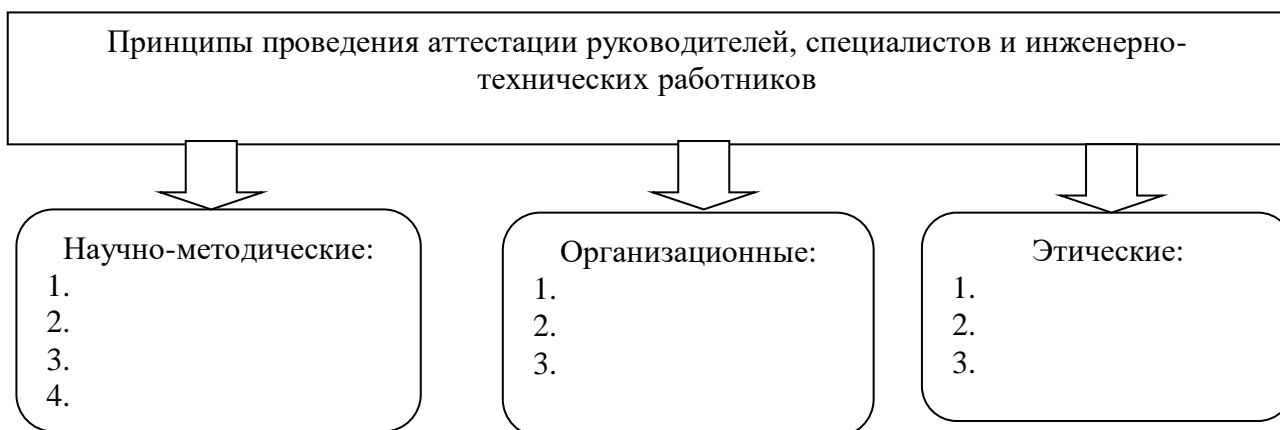 Принципы проведения аттестации руководителей, специалистов и инженерно-
технических работников
Научно-методические:
1.
2.
3.
4.
Организационные:
1.
2.
3.
Этические:
1.
2.
3.